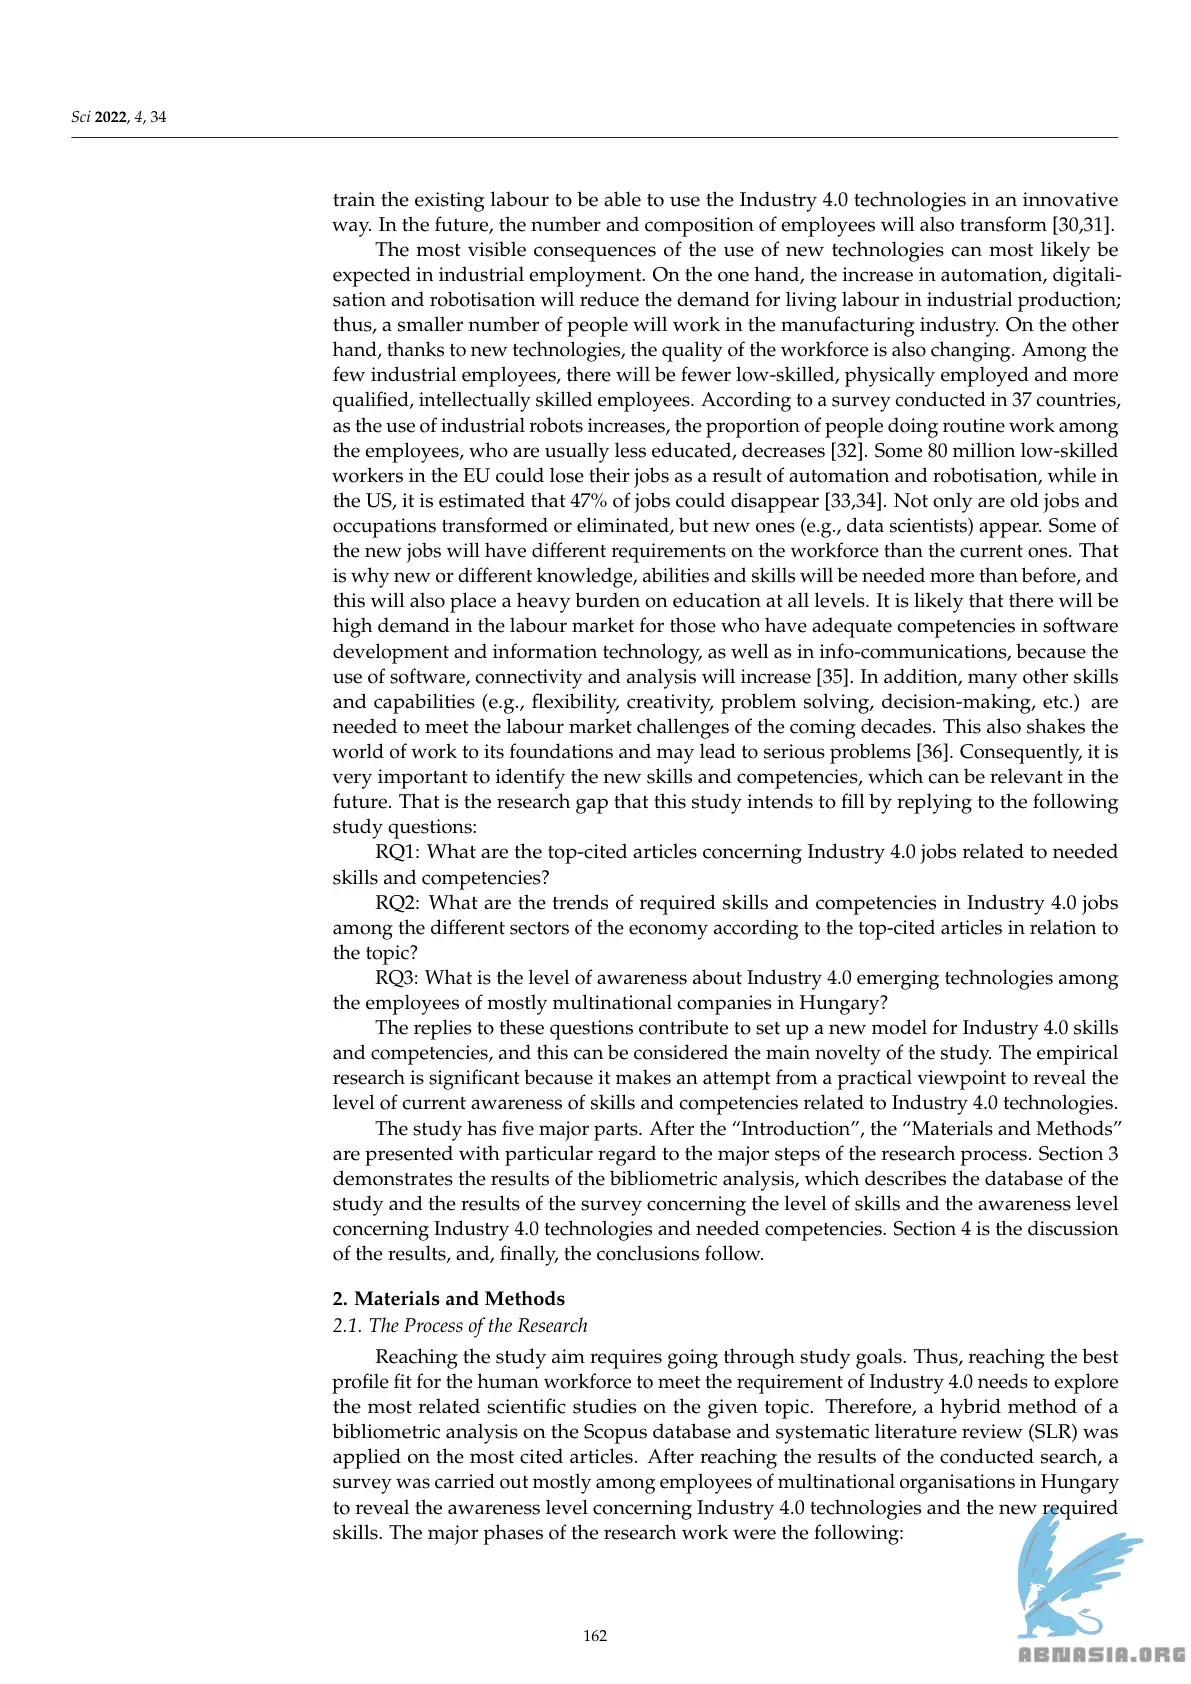 Sci 2022, 4, 34
train the existing labour to be able to use the Industry 4.0 technologies in an innovative
way. In the future, the number and composition of employees will also transform [30,31].
The most visible consequences of the use of new technologies can most likely be
expected in industrial employment. On the one hand, the increase in automation, digitali-
sation and robotisation will reduce the demand for living labour in industrial production;
thus, a smaller number of people will work in the manufacturing industry. On the other
hand, thanks to new technologies, the quality of the workforce is also changing. Among the
few industrial employees, there will be fewer low-skilled, physically employed and more
qualified, intellectually skilled employees. According to a survey conducted in 37 countries,
as the use of industrial robots increases, the proportion of people doing routine work among
the employees, who are usually less educated, decreases [32]. Some 80 million low-skilled
workers in the EU could lose their jobs as a result of automation and robotisation, while in
the US, it is estimated that 47% of jobs could disappear [33,34]. Not only are old jobs and
occupations transformed or eliminated, but new ones (e.g., data scientists) appear. Some of
the new jobs will have different requirements on the workforce than the current ones. That
is why new or different knowledge, abilities and skills will be needed more than before, and
this will also place a heavy burden on education at all levels. It is likely that there will be
high demand in the labour market for those who have adequate competencies in software
development and information technology, as well as in info-communications, because the
use of software, connectivity and analysis will increase [35]. In addition, many other skills
and capabilities (e.g., flexibility, creativity, problem solving, decision-making, etc.) are
needed to meet the labour market challenges of the coming decades. This also shakes the
world of work to its foundations and may lead to serious problems [36]. Consequently, it is
very important to identify the new skills and competencies, which can be relevant in the
future. That is the research gap that this study intends to fill by replying to the following
study questions:
RQ1: What are the top-cited articles concerning Industry 4.0 jobs related to needed
skills and competencies?
RQ2: What are the trends of required skills and competencies in Industry 4.0 jobs
among the different sectors of the economy according to the top-cited articles in relation to
the topic?
RQ3: What is the level of awareness about Industry 4.0 emerging technologies among
the employees of mostly multinational companies in Hungary?
The replies to these questions contribute to set up a new model for Industry 4.0 skills
and competencies, and this can be considered the main novelty of the study. The empirical
research is significant because it makes an attempt from a practical viewpoint to reveal the
level of current awareness of skills and competencies related to Industry 4.0 technologies.
The study has five major parts. After the “Introduction”, the “Materials and Methods”
are presented with particular regard to the major steps of the research process. Section 3
demonstrates the results of the bibliometric analysis, which describes the database of the
study and the results of the survey concerning the level of skills and the awareness level
concerning Industry 4.0 technologies and needed competencies. Section 4 is the discussion
of the results, and, finally, the conclusions follow.
2. Materials and Methods
2.1. The Process of the Research
Reaching the study aim requires going through study goals. Thus, reaching the best
profile fit for the human workforce to meet the requirement of Industry 4.0 needs to explore
the most related scientific studies on the given topic. Therefore, a hybrid method of a
bibliometric analysis on the Scopus database and systematic literature review (SLR) was
applied on the most cited articles. After reaching the results of the conducted search, a
survey was carried out mostly among employees of multinational organisations in Hungary
to reveal the awareness level concerning Industry 4.0 technologies and the new required
skills. The major phases of the research work were the following:
162
ABNASIA.ORG